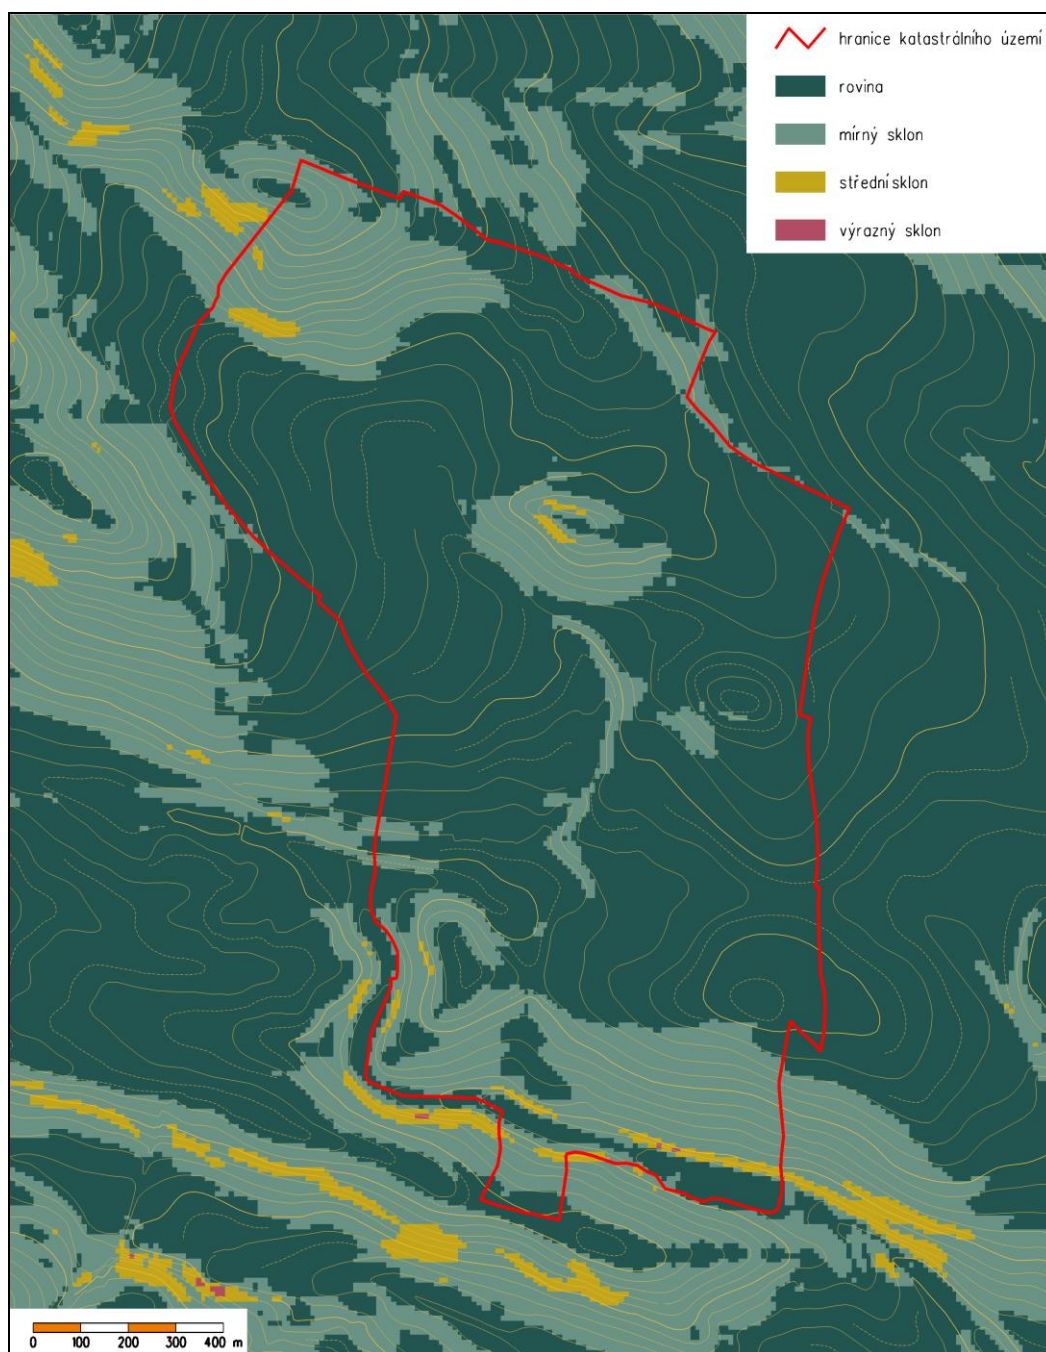 hranice katastrálního území
rovina
mírný sklon
střední sklon
výrazný sklon
0 100 200 300 400 m